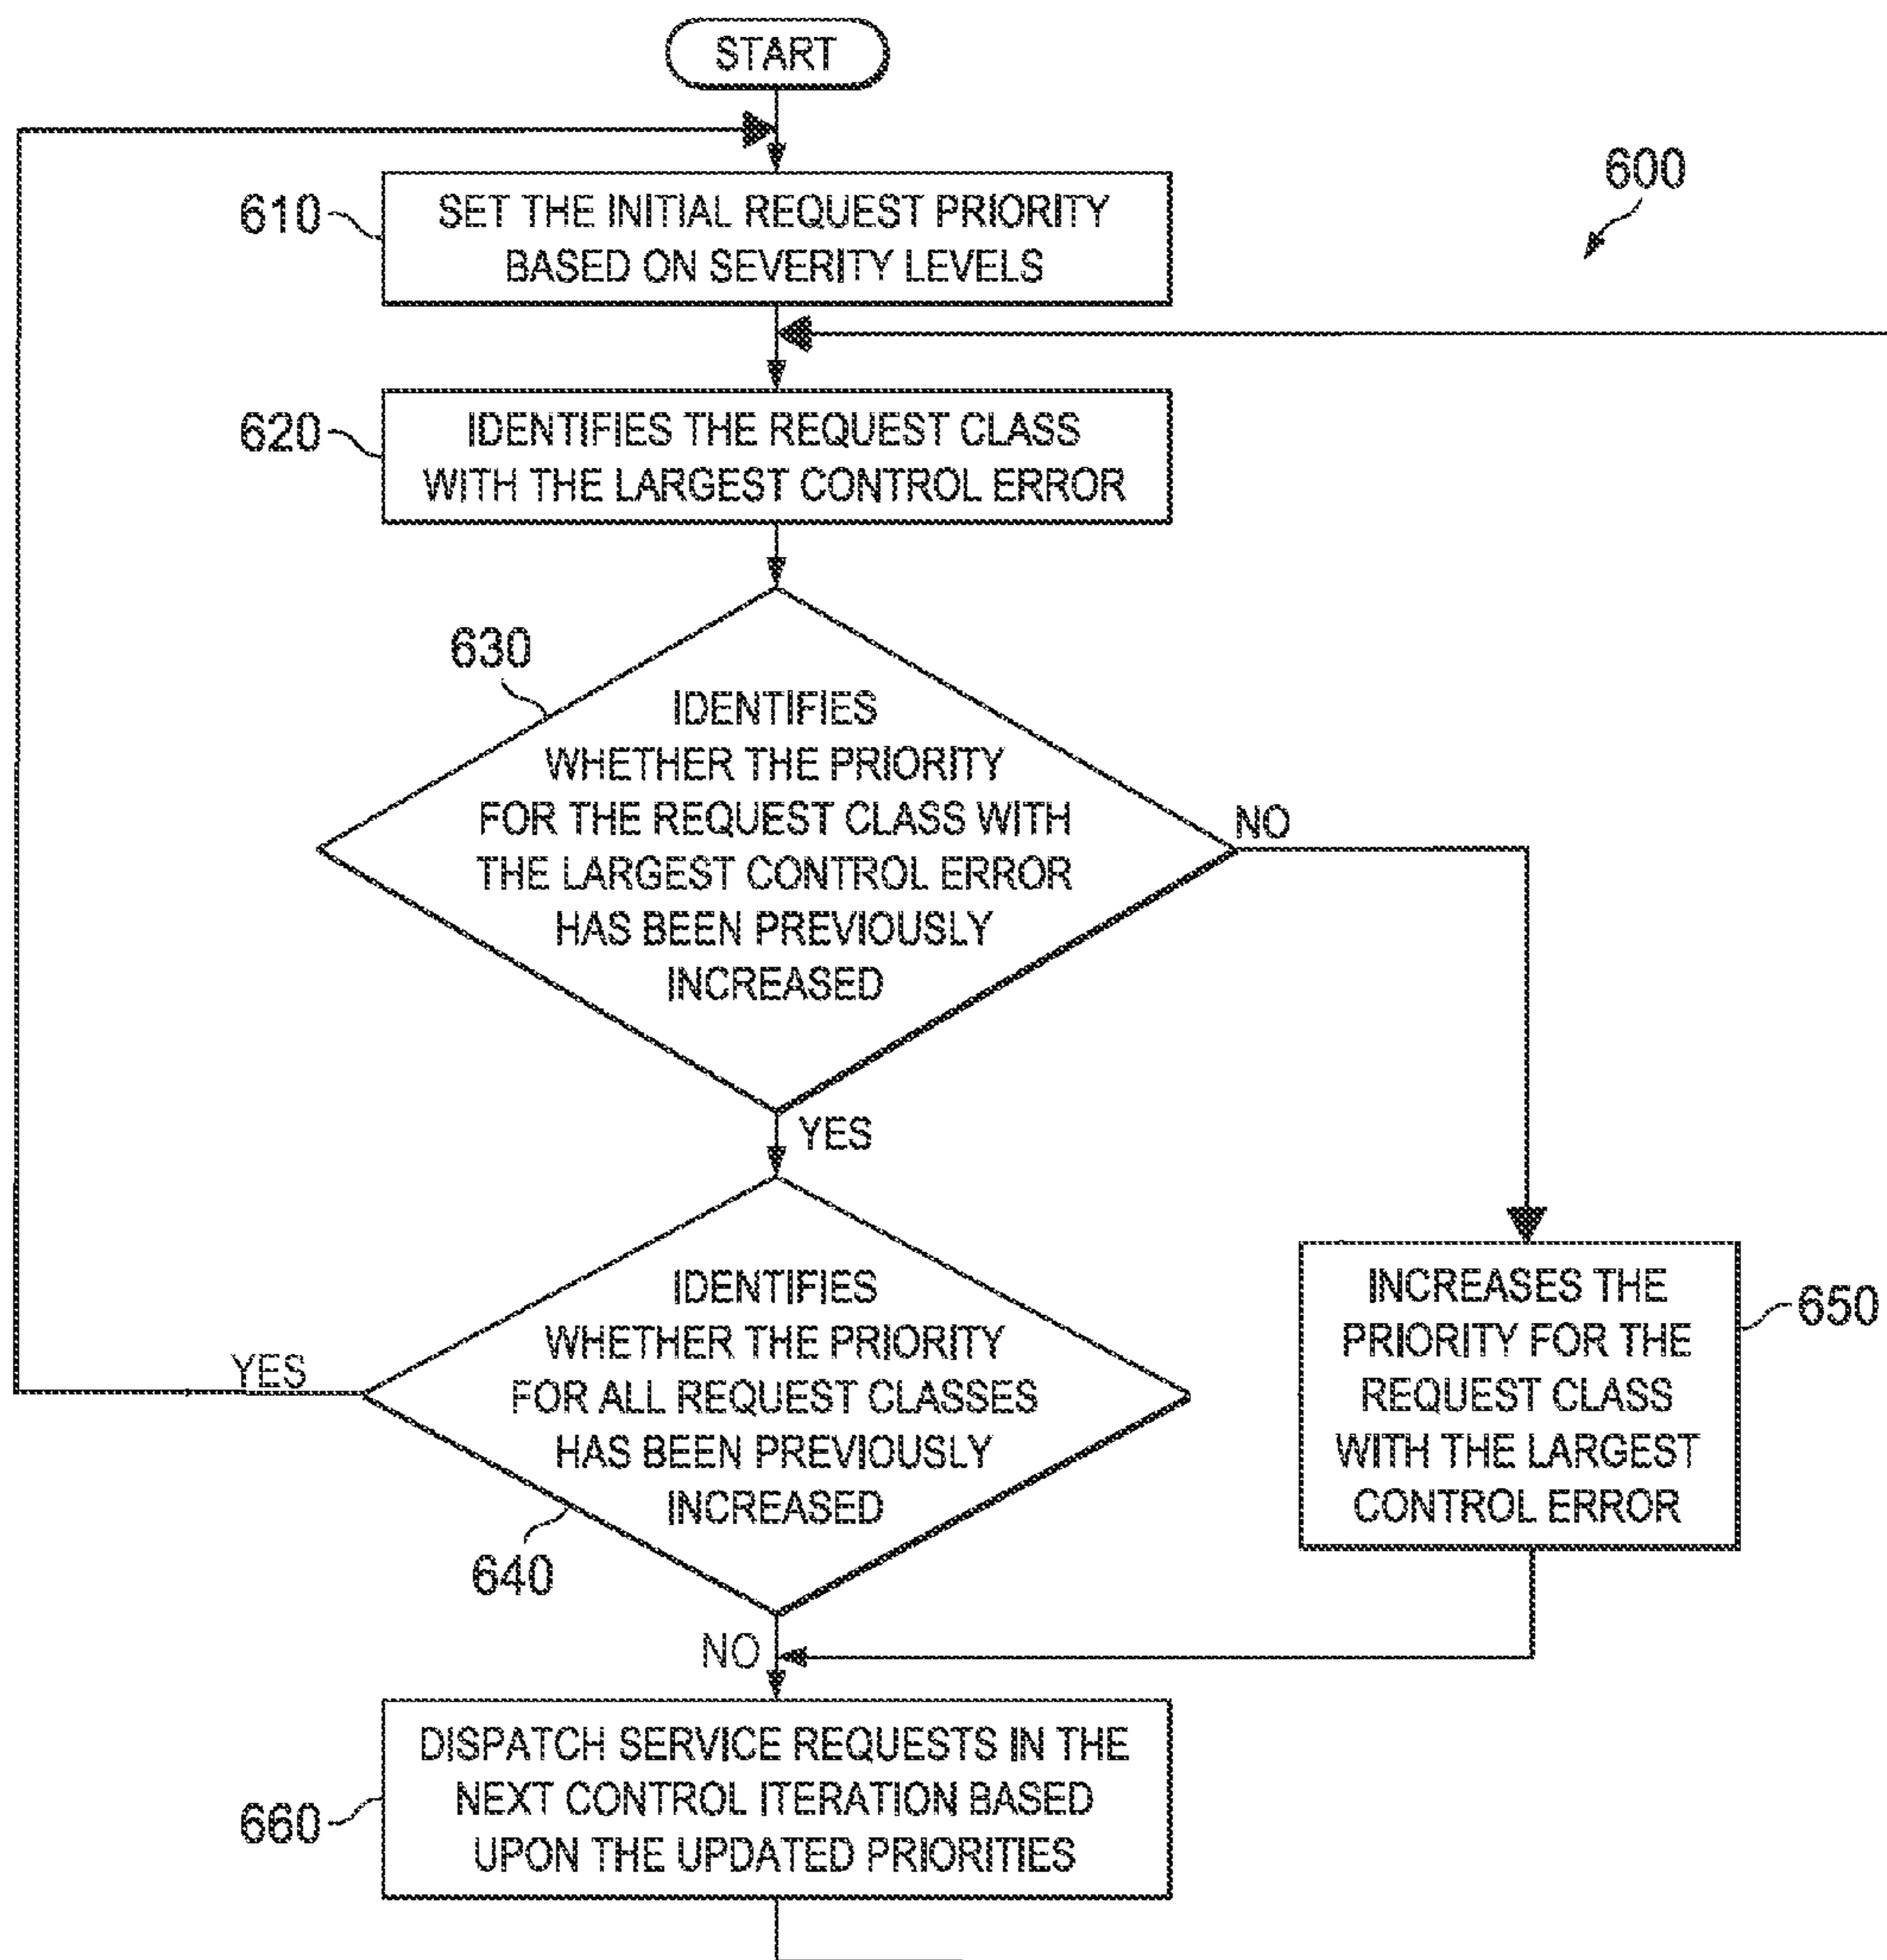 START
600
610
SET THE INITIAL REQUEST PRIORITY
BASED ON SEVERITY LEVELS
620
IDENTIFIES THE REQUEST CLASS
WITH THE LARGEST CONTROL ERROR
630
IDENTIFIES
WHETHER THE PRIORITY
FOR THE REQUEST CLASS WITH
THE LARGEST CONTROL ERROR
HAS BEEN PREVIOUSLY
INCREASED
NO
YES
IDENTIFIES
WHETHER THE PRIORITY
FOR ALL REQUEST CLASSES
HAS BEEN PREVIOUSLY
INCREASED
YES
640
NO
INCREASES THE
PRIORITY FOR THE
REQUEST CLASS
WITH THE LARGEST
CONTROL ERROR
650
660
DISPATCH SERVICE REQUESTS IN THE
NEXT CONTROL ITERATION BASED
UPON THE UPDATED PRIORITIES